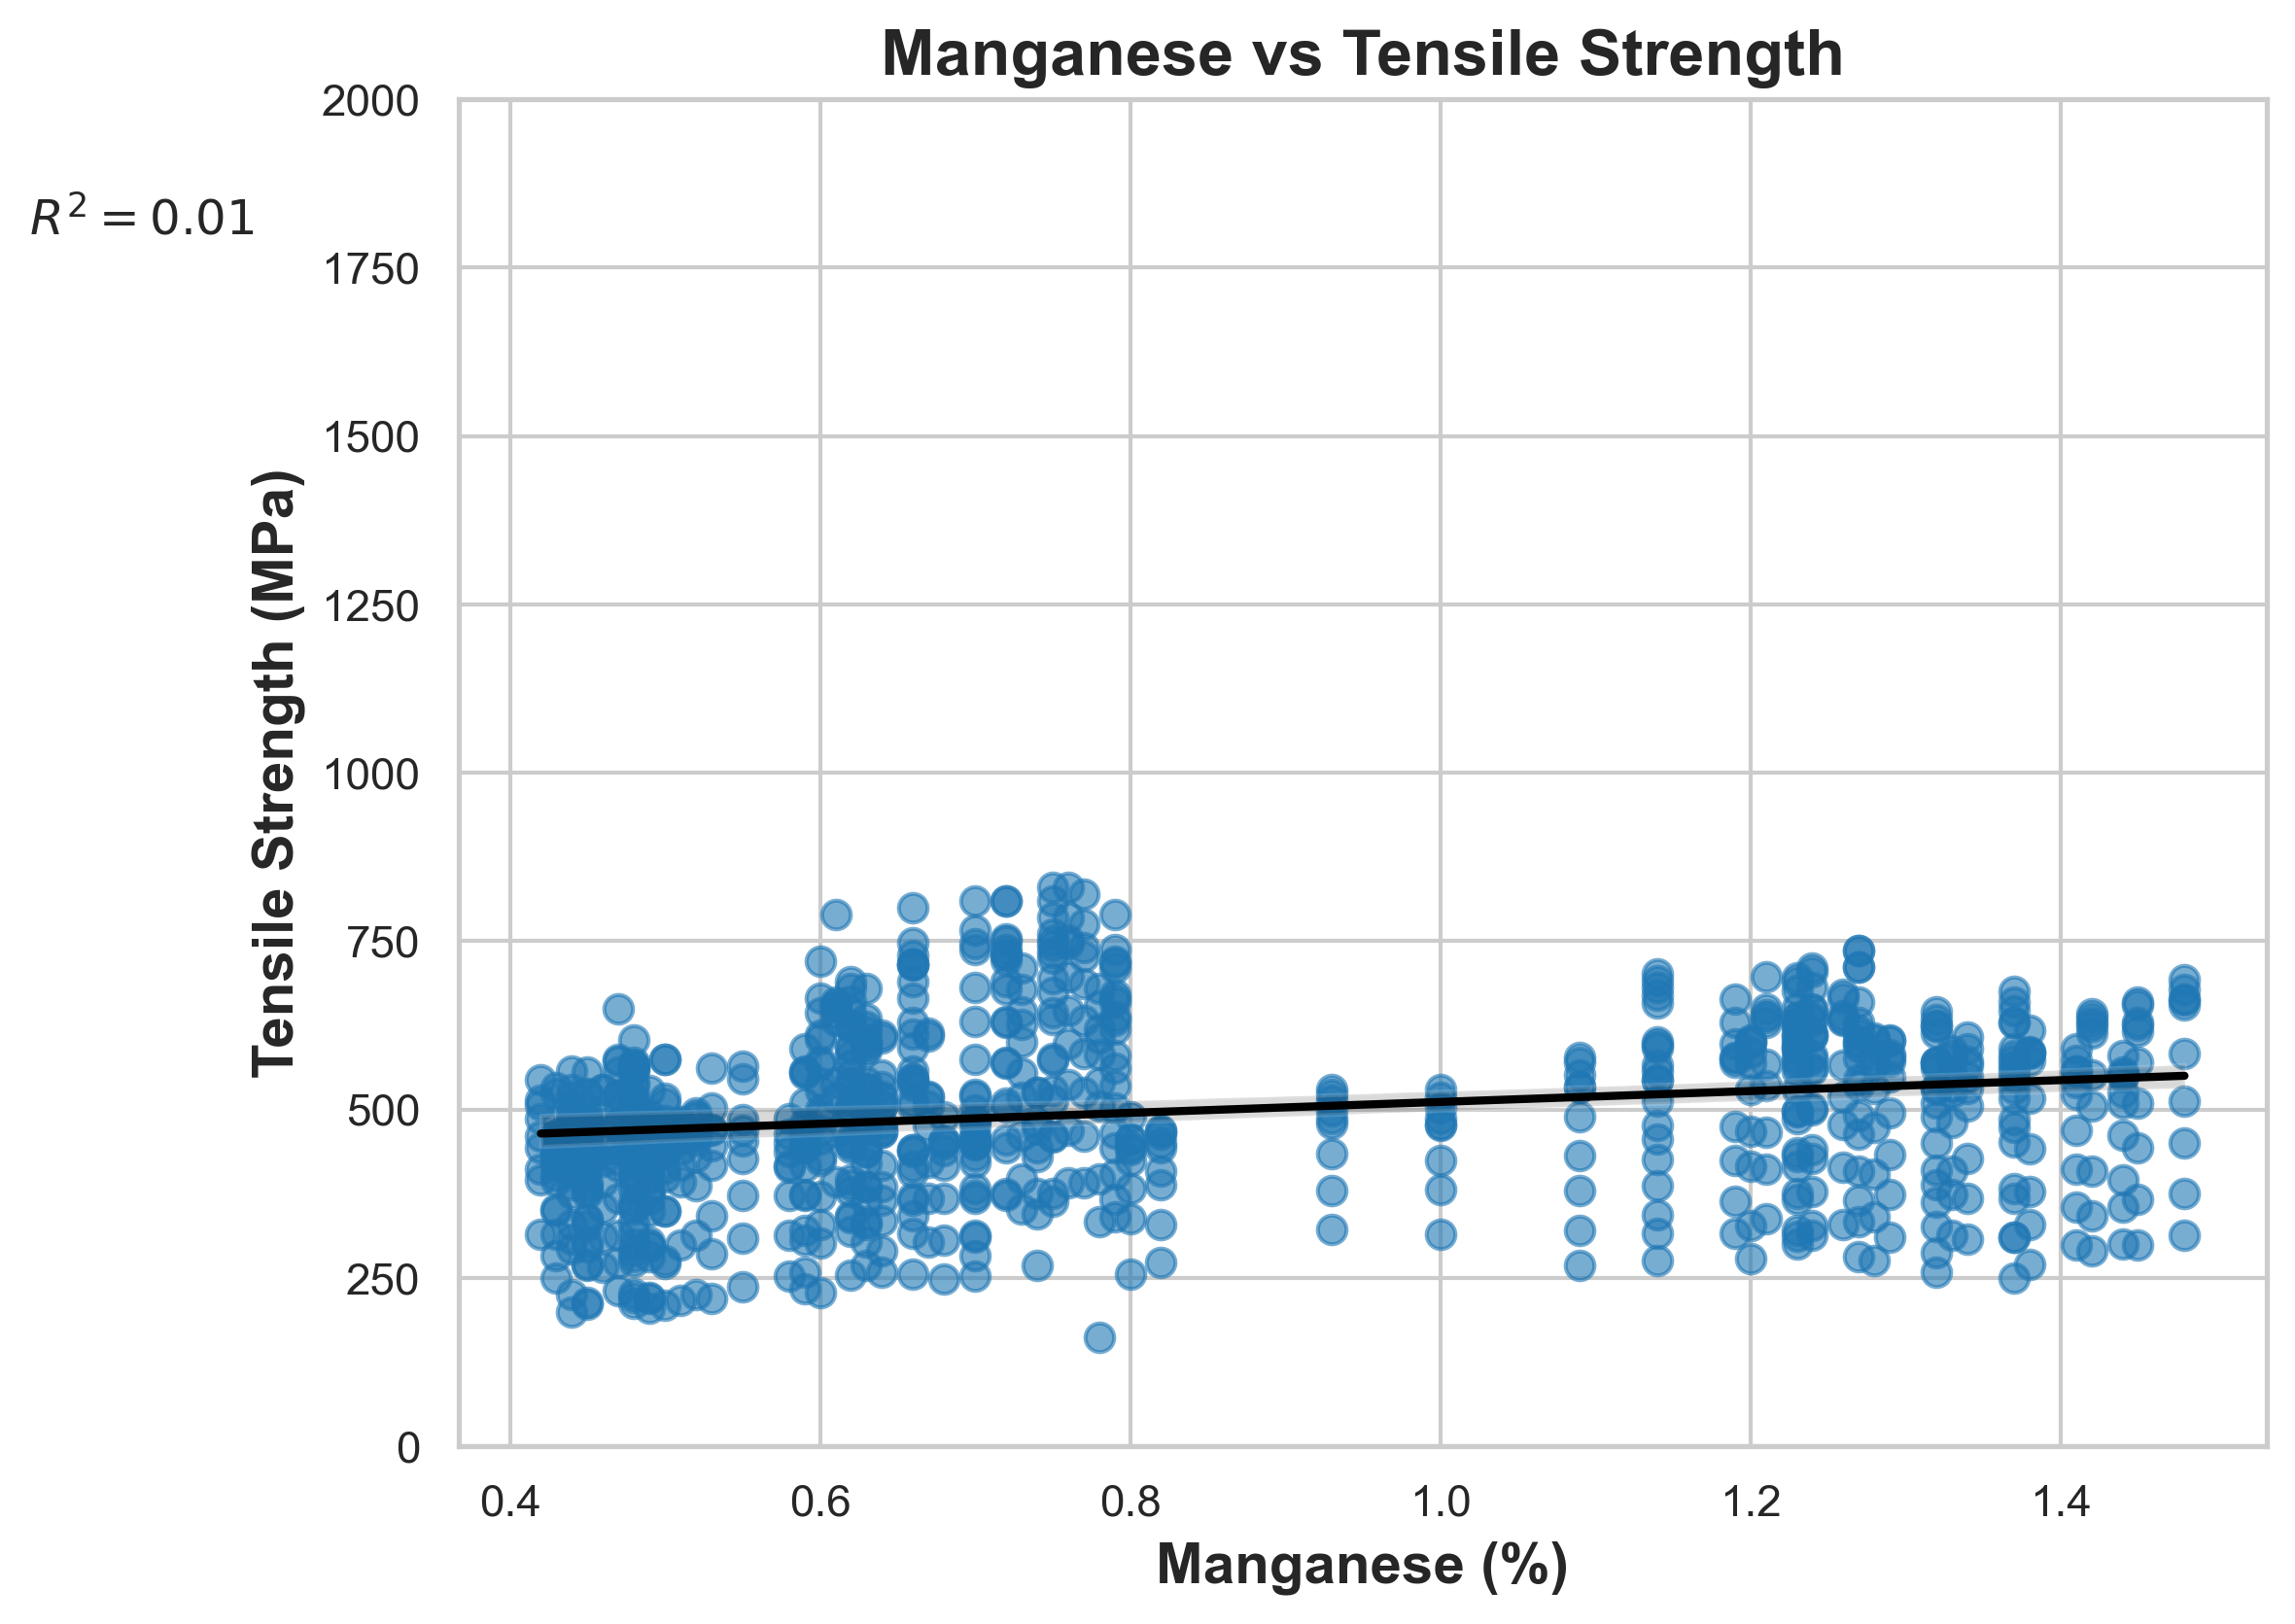 Manganese vs Tensile Strength
2000
R² = 0.01
1750
1500
1250
1000
750
500
250
0
Tensile Strength (MPa)
0.4 0.6 0.8 1.0 1.2 1.4
Manganese (%)